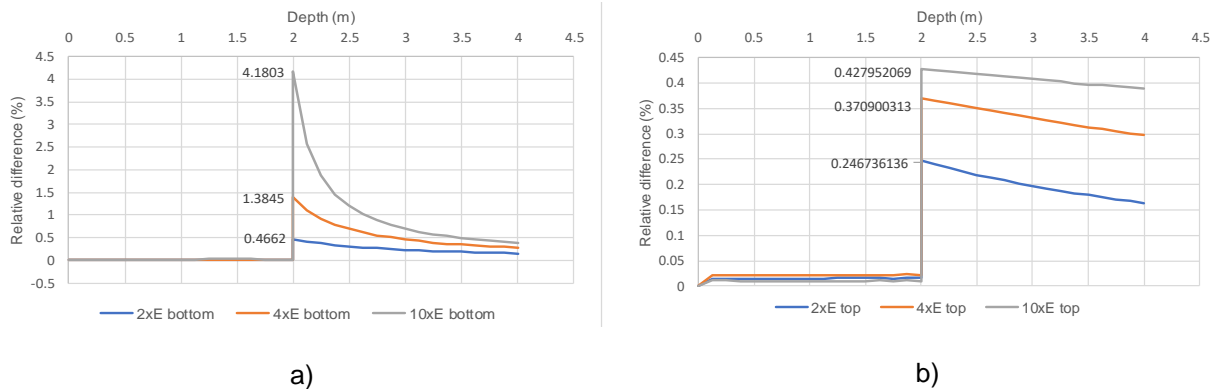 Depth (m)
0 0.5 1 1.5 2 2.5 3 3.5 4 4.5
4.5
4
3.5
3
2.5
2
1.5
1
0.5
0
-0.5
Relative difference (%)
4.1803
1.3845
0.4662
2xE bottom 4xE bottom 10xE bottom
a)
Depth (m)
0 0.5 1 1.5 2 2.5 3 3.5 4 4.5
0.45
0.4
0.35
0.3
0.25
0.2
0.15
0.1
0.05
0
Relative difference (%)
0.427952069
0.370900313
0.246736136
2xE top 4xE top 10xE top
b)